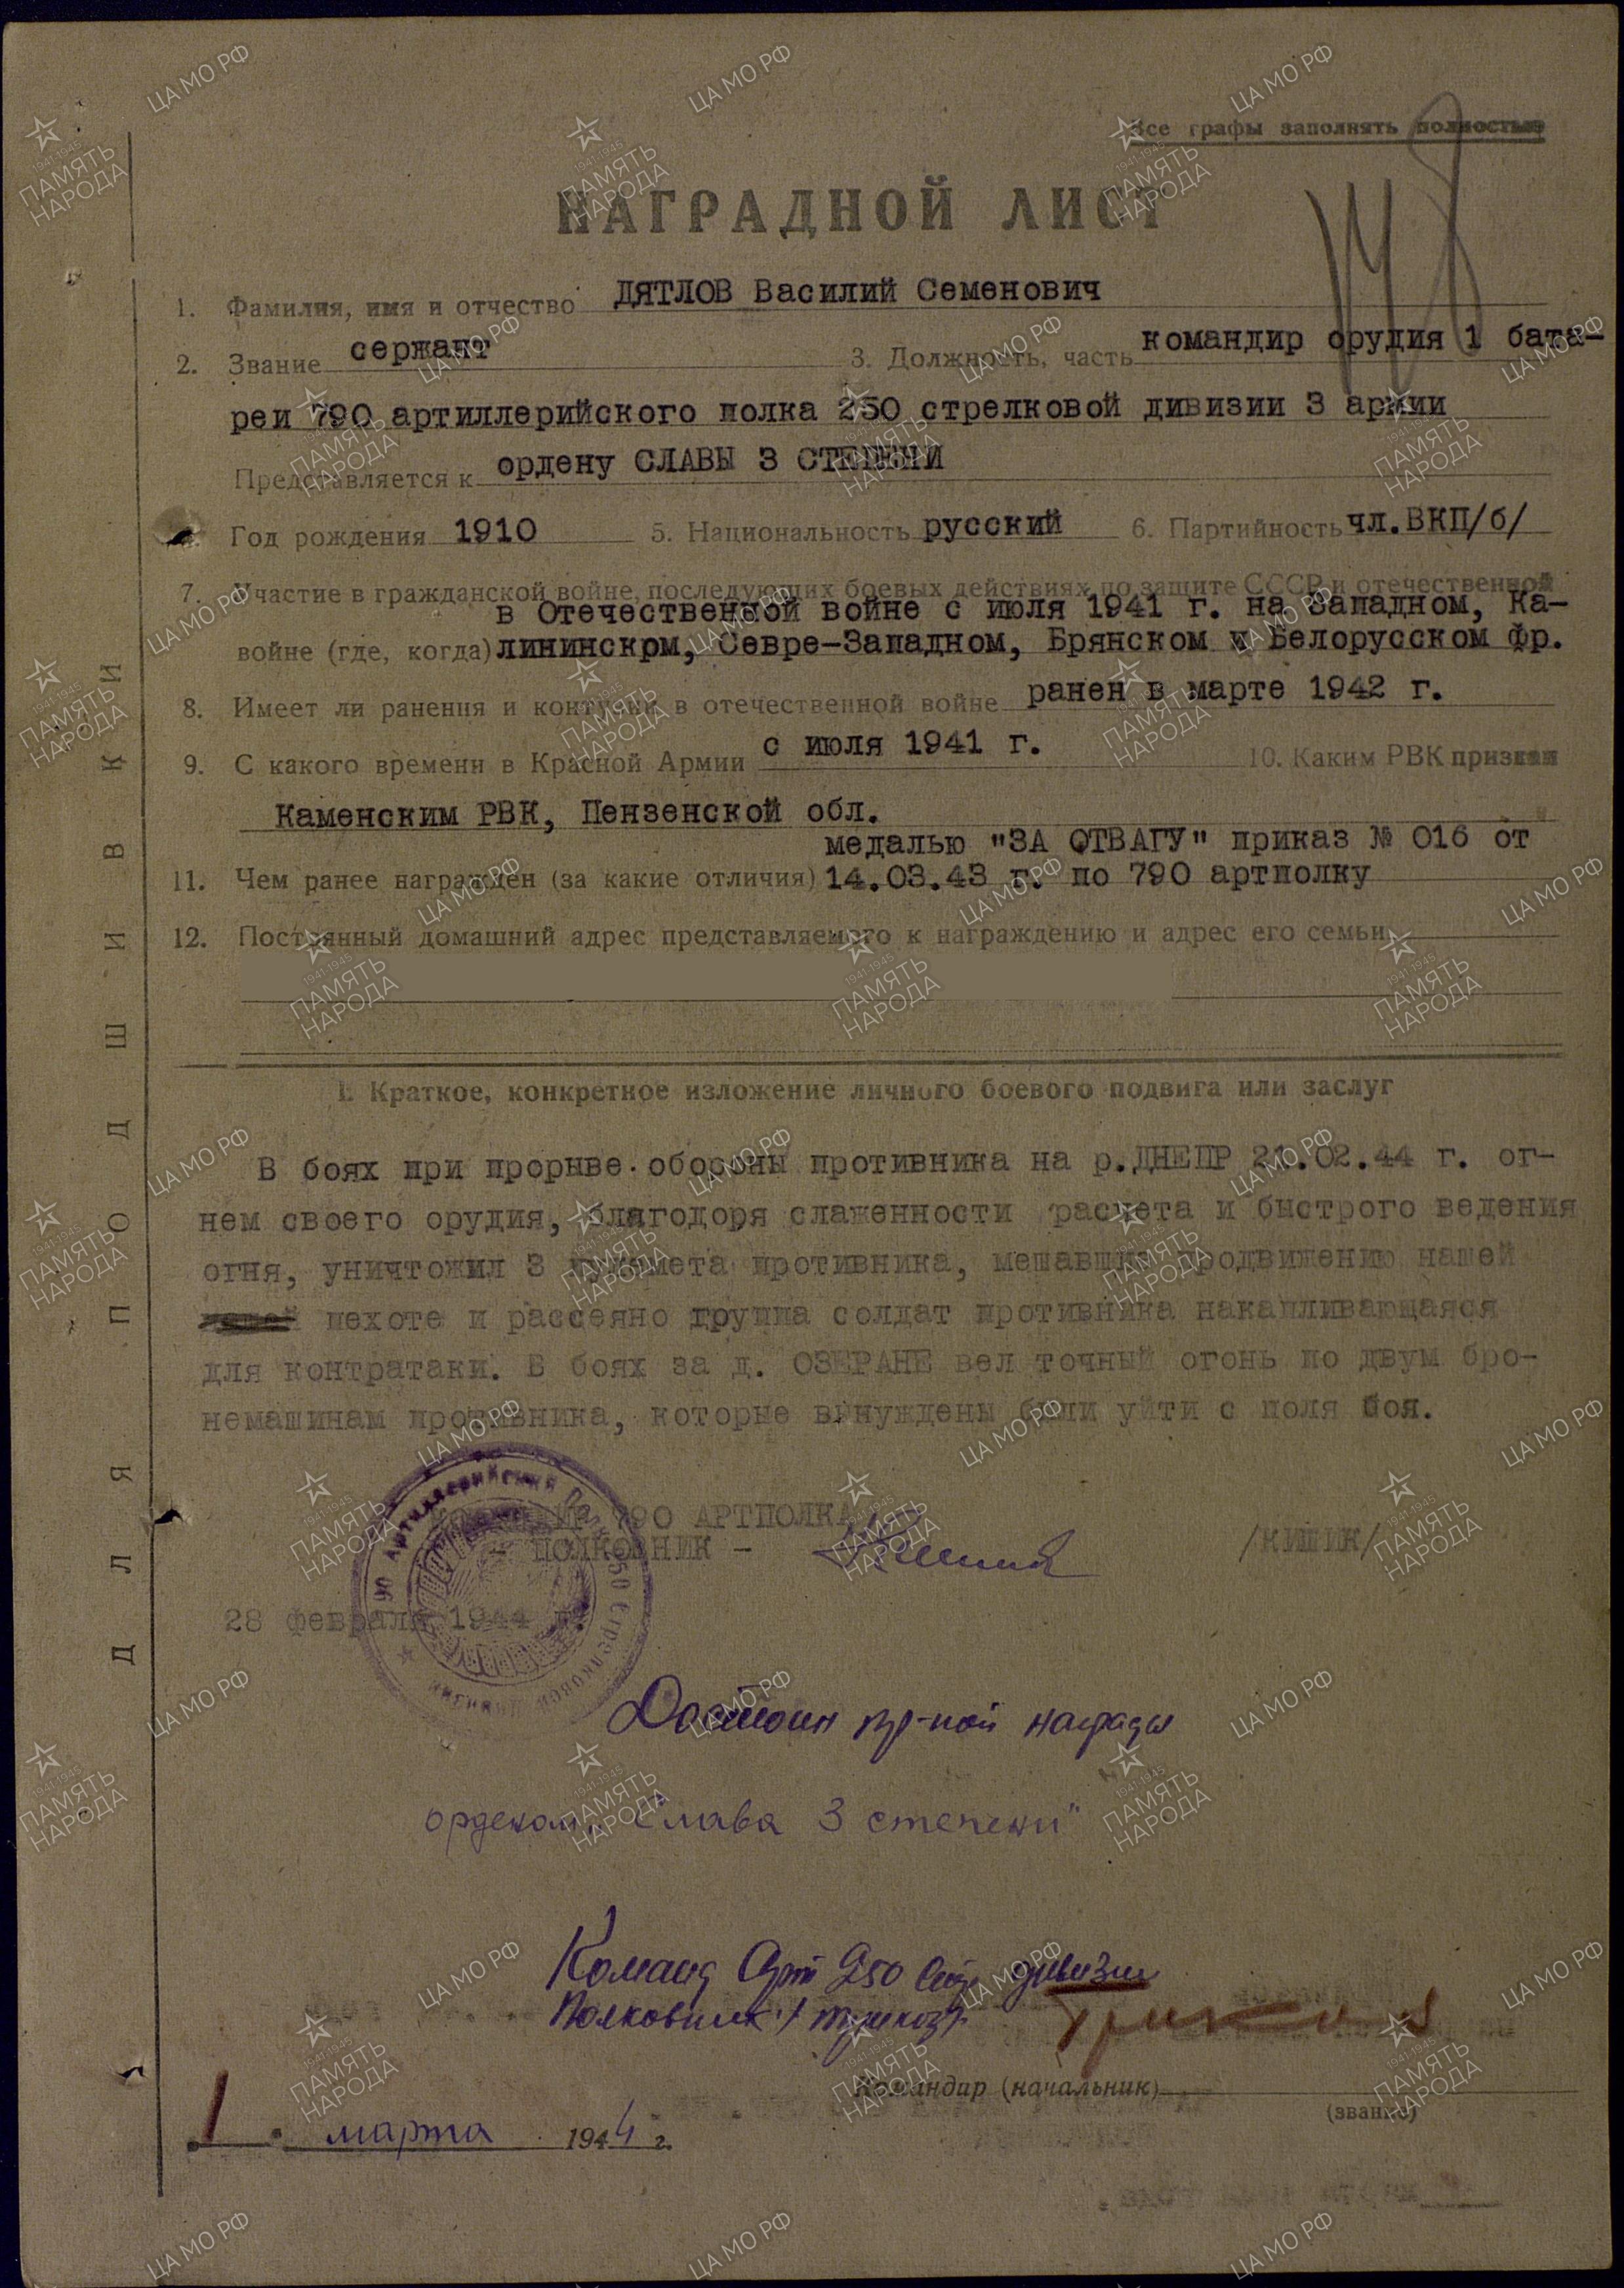 Все графы заполнять полностью
НАГРАДНОЙ ЛИСТ
1. Фамилия, имя и отчество ДЯТЛОВ Василий Семенович
2. Звание сержант 3. Должность, часть командир орудия 1 бата-
реи 790 артиллерийского полка 250 стрелковой дивизии 3 армии
Представляется к ордену СЛАВЫ 3 СТЕПЕНИ
Год рождения 1910 5. Национальность русский 6. Партийность чл.ВКП/б/
7. Участие в гражданской войне, последующих боевых действиях по защите СССР и отечественной
в Отечественной войне с июля 1941 г. на Западном, Ка-
войне (где, когда) лининскрм, Севре-Западном, Брянском и Белорусском фр.
8. Имеет ли ранения и контузии в отечественной войне ранен в марте 1942 г.
9. С какого времени в Красной Армии с июля 1941 г. 10. Каким РВК призван
Каменским РВК, Пензенской обл.
медалью "ЗА ОТВАГУ" приказ № 016 от
11. Чем ранее награжден (за какие отличия) 14.03.43 г. по 790 артполку
12. Постоянный домашний адрес представляемого к награждению и адрес его семьи
I. Краткое, конкретное изложение личного боевого подвига или заслуг
В боях при прорыве обороны противника на р.ДНЕПР 21.02.44 г. ог-
нем своего орудия, благодоря слаженности расчета и быстрого ведения
огня, уничтожил 3 пулемета противника, мешавших продвижению нашей
пехоте и рассеяно группа солдат противника накапливающаяся
для контратаки. В боях за д. ОЗЕРАНЕ вел точный огонь по двум бро-
немашинам противника, которые вынуждены были уйти с поля боя.
КОМАНДИР 790 АРТПОЛКА
- ПОЛКОВНИК - /КИШИК/
28 февраля 1944 г.
790 Артиллерийский Полк 250 Стрелковой Дивизии
Достоин пр-ной награды
орденом „Слава 3 степени"
Команд Арт 250 Стр дивизии
Полковник
Командир (начальник)
(звание)
1 марта 1944 г.
ДЛЯ ПОДШИВКИ
ЦА МО РФ
1941-1945
ПАМЯТЬ
НАРОДА